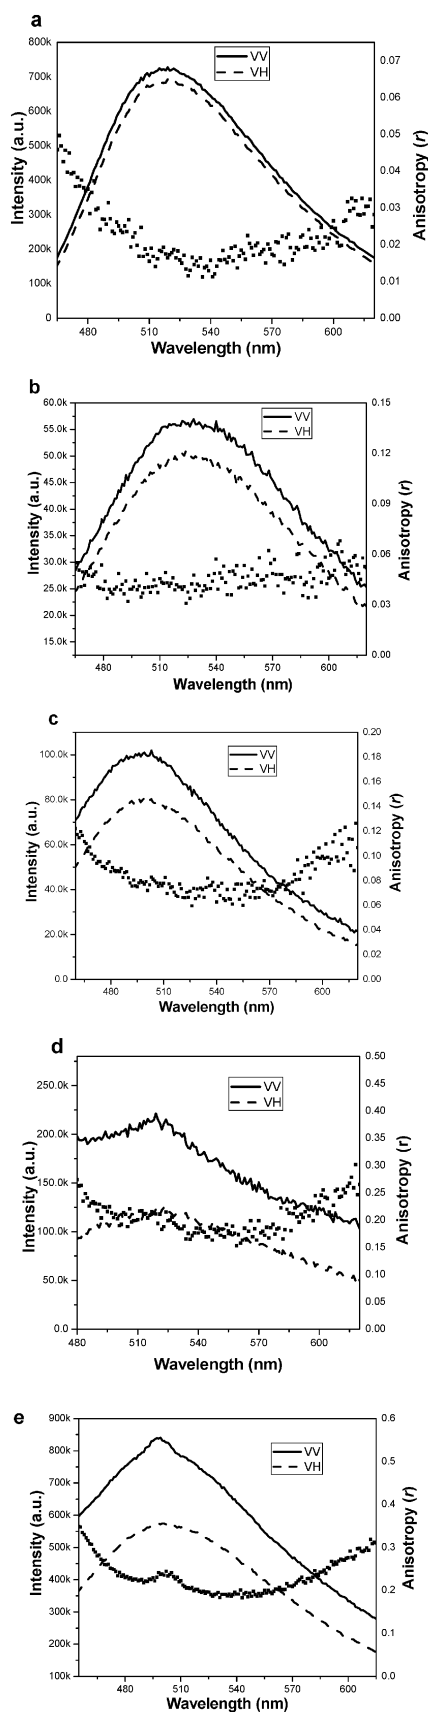 a
800k
700k
600k
500k
400k
300k
200k
100k
0
Intensity (a.u.)
VV
VH
0.07
0.06
0.05
0.04
0.03
0.02
0.01
0.00
Anisotropy (r)
480 510 540 570 600
Wavelength (nm)
b
60.0k
55.0k
50.0k
45.0k
40.0k
35.0k
30.0k
25.0k
20.0k
15.0k
Intensity (a.u.)
VV
VH
0.15
0.12
0.09
0.06
0.03
0.00
Anisotropy (r)
480 510 540 570 600
Wavelength (nm)
c
100.0k
80.0k
60.0k
40.0k
20.0k
0.0
Intensity (a.u.)
VV
VH
0.20
0.18
0.16
0.14
0.12
0.10
0.08
0.06
0.04
0.02
0.00
Anisotropy (r)
480 510 540 570 600
Wavelength (nm)
d
250.0k
200.0k
150.0k
100.0k
50.0k
0.0
Intensity (a.u.)
VV
VH
0.50
0.45
0.40
0.35
0.30
0.25
0.20
0.15
0.10
0.05
0.00
Anisotropy (r)
480 510 540 570 600
Wavelength (nm)
e
900k
800k
700k
600k
500k
400k
300k
200k
100k
Intensity (a.u.)
VV
VH
0.6
0.5
0.4
0.3
0.2
0.1
0.0
Anisotropy (r)
480 510 540 570 600
Wavelength (nm)